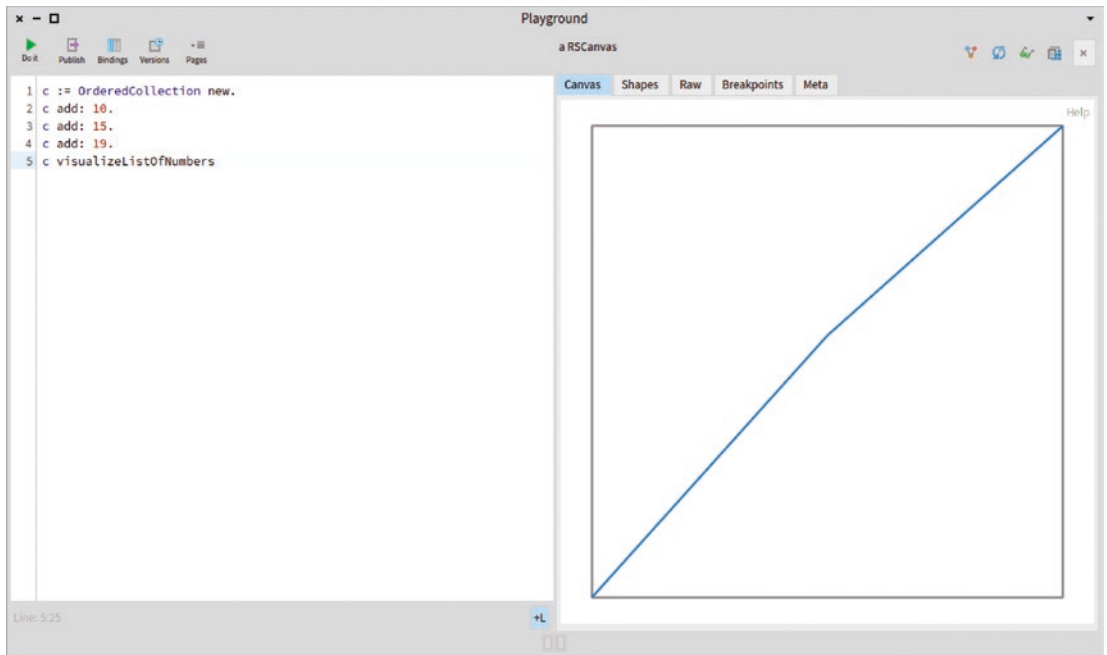 Playground
Do it Publish Bindings Versions Pages
a RSCanvas
1 c := OrderedCollection new.
2 c add: 10.
3 c add: 15.
4 c add: 19.
5 c visualizeListOfNumbers
Line: 5:25
+L
Canvas Shapes Raw Breakpoints Meta
Help